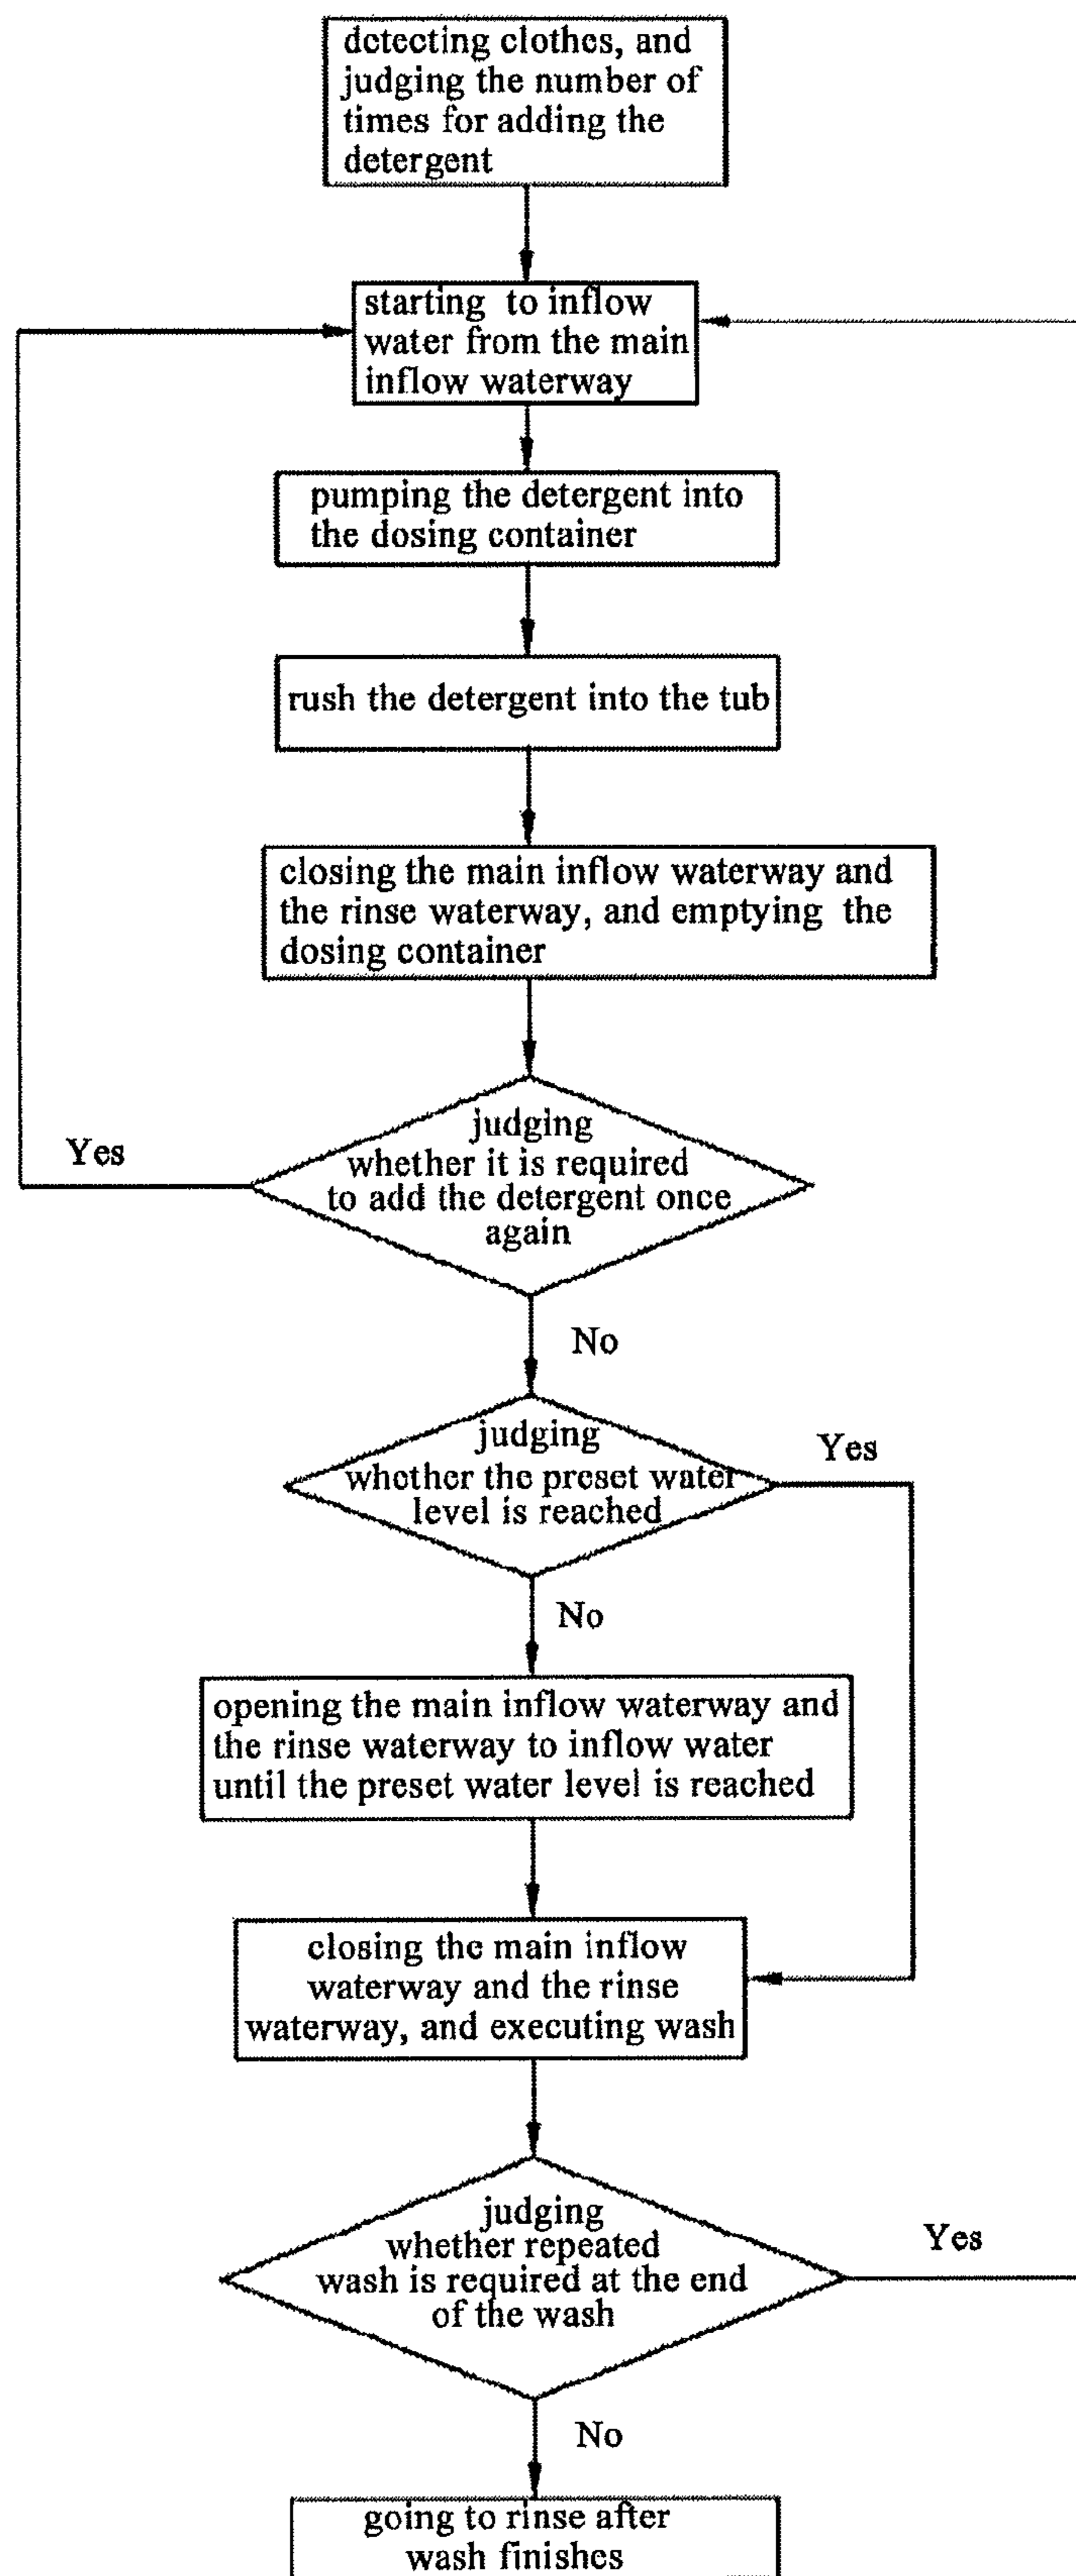 detecting clothes, and
judging the number of
times for adding the
detergent
starting to inflow
water from the main
inflow waterway
pumping the detergent into
the dosing container
rush the detergent into the tub
closing the main inflow waterway and
the rinse waterway, and emptying the
dosing container
Yes
judging
whether it is required
to add the detergent once
again
No
judging
whether the preset water
level is reached
Yes
No
opening the main inflow waterway and
the rinse waterway to inflow water
until the preset water level is reached
closing the main inflow
waterway and the rinse
waterway, and executing wash
judging
whether repeated
wash is required at the end
of the wash
Yes
No
going to rinse after
wash finishes